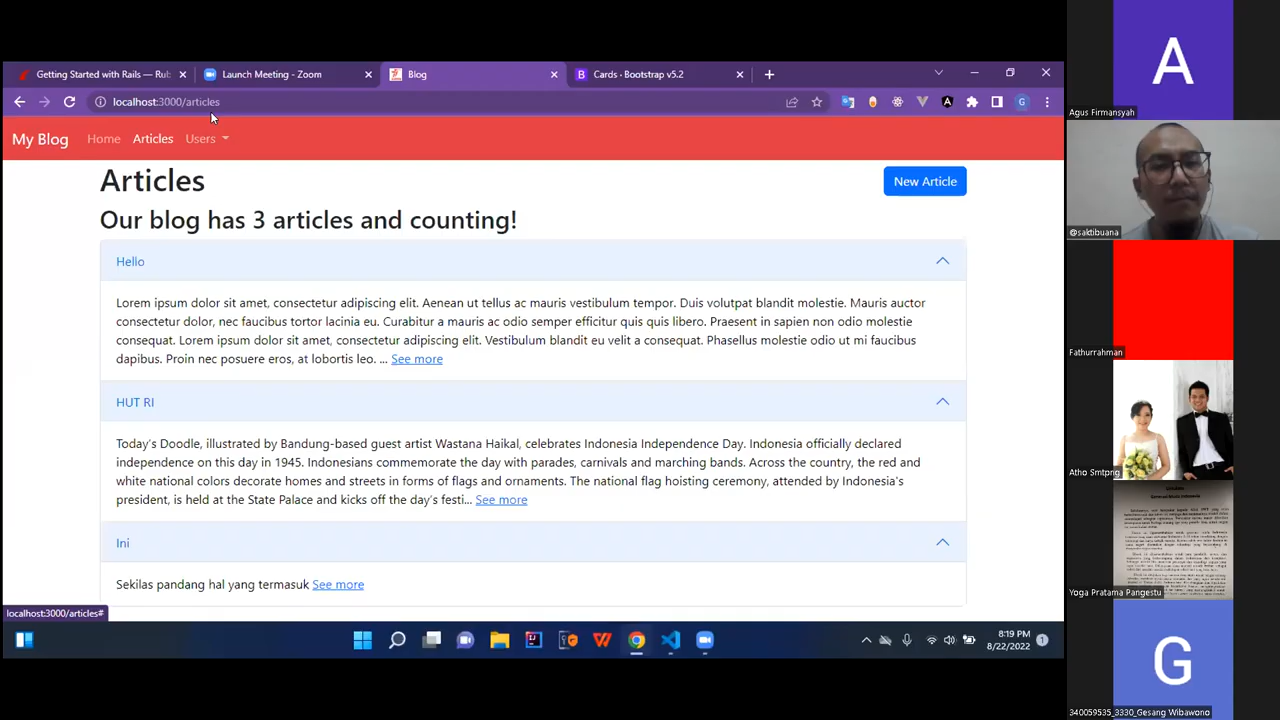 Getting Started with Rails — Rub
Launch Meeting - Zoom
Blog
Cards · Bootstrap v5.2
localhost:3000/articles
G
My Blog
Home
Articles
Users
Articles
New Article
Our blog has 3 articles and counting!
Hello
Lorem ipsum dolor sit amet, consectetur adipiscing elit. Aenean ut tellus ac mauris vestibulum tempor. Duis volutpat blandit molestie. Mauris auctor
consectetur dolor, nec faucibus tortor lacinia eu. Curabitur a mauris ac odio semper efficitur quis quis libero. Praesent in sapien non odio molestie
consequat. Lorem ipsum dolor sit amet, consectetur adipiscing elit. Vestibulum blandit eu velit a consequat. Phasellus molestie odio ut mi faucibus
dapibus. Proin nec posuere eros, at lobortis leo. ... See more
HUT RI
Today's Doodle, illustrated by Bandung-based guest artist Wastana Haikal, celebrates Indonesia Independence Day. Indonesia officially declared
independence on this day in 1945. Indonesians commemorate the day with parades, carnivals and marching bands. Across the country, the red and
white national colors decorate homes and streets in forms of flags and ornaments. The national flag hoisting ceremony, attended by Indonesia's
president, is held at the State Palace and kicks off the day's festi... See more
Ini
Sekilas pandang hal yang termasuk See more
localhost:3000/articles#
8:19 PM
8/22/2022
1
A
Agus Firmansyah
@saktibuana
Fathurrahman
Atho Smtpng
Yoga Pratama Pangestu
G
340059535_3330_Gesang Wibawono